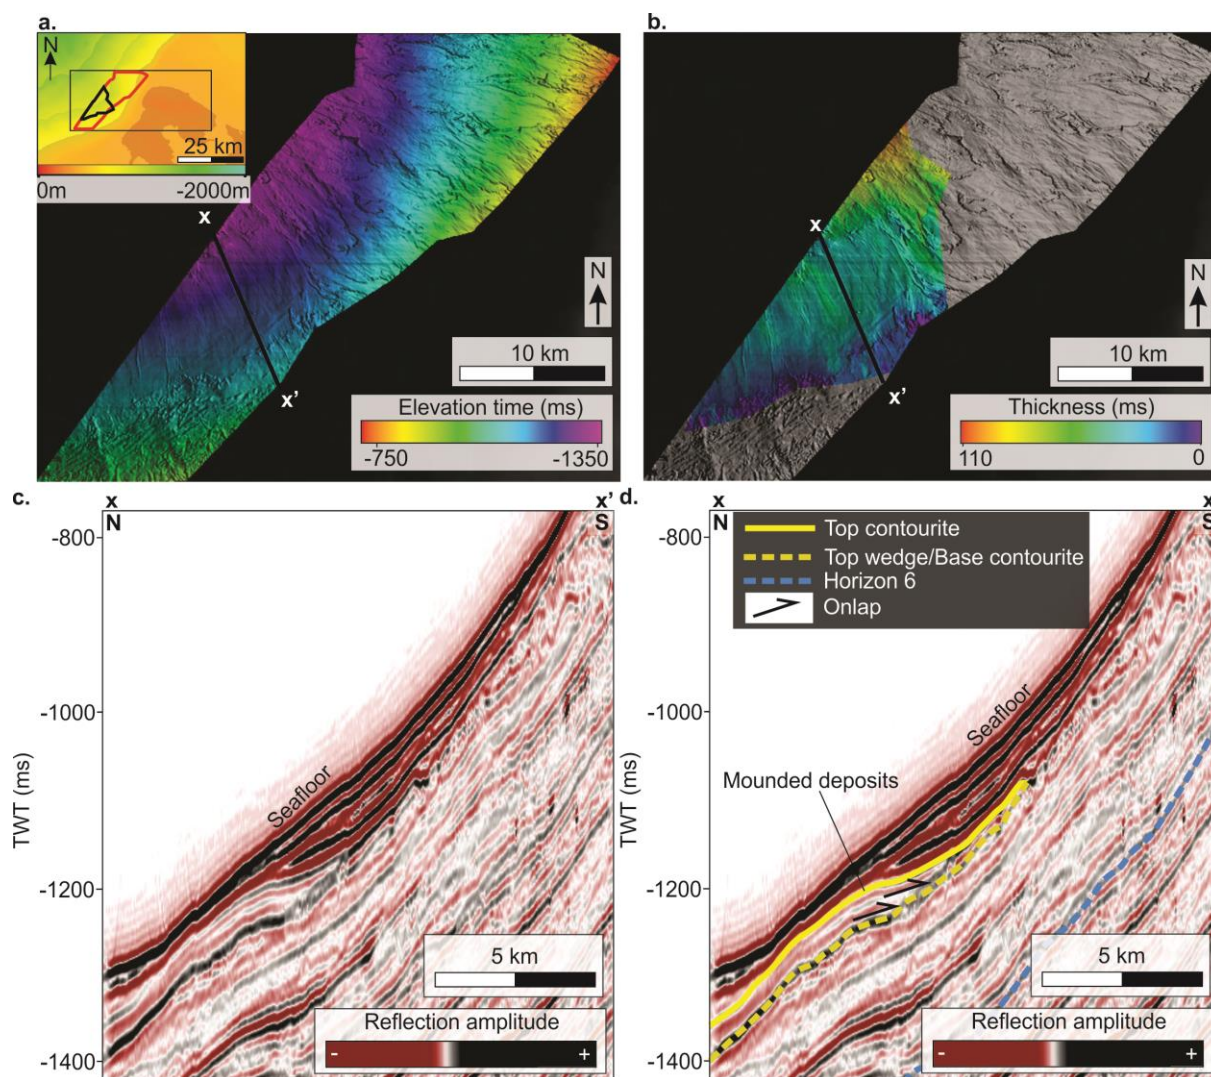 a.
N
25 km
0m -2000m
x
x'
N
10 km
Elevation time (ms)
-750 -1350
b.
x
x'
N
10 km
Thickness (ms)
110 0
c.
x x'
N S
-800
-1000
-1200
-1400
TWT (ms)
Seafloor
5 km
Reflection amplitude
- +
d.
x x
N S
Top contourite
Top wedge/Base contourite
Horizon 6
Onlap
-800
-1000
-1200
-1400
TWT (ms)
Seafloor
Mounded deposits
5 km
Reflection amplitude
- +